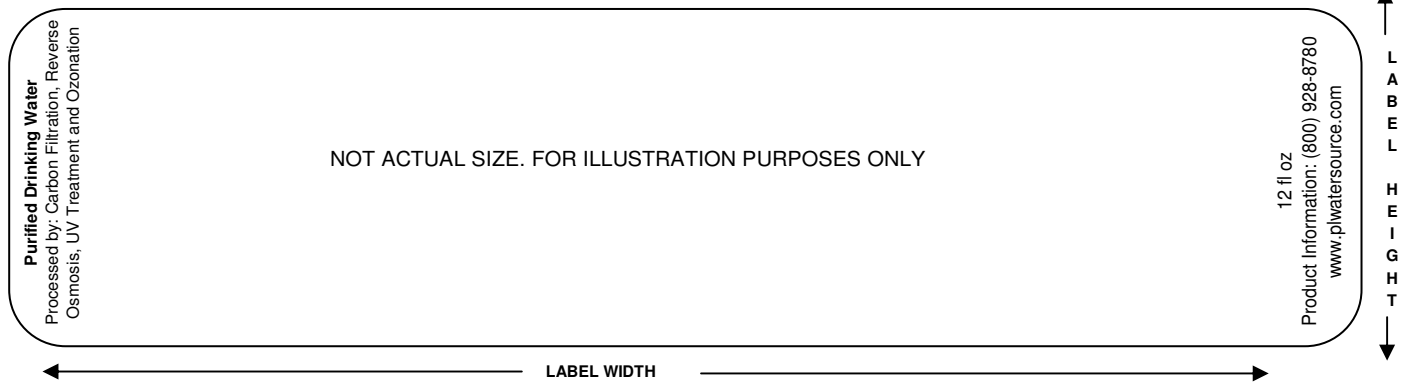 Purified Drinking Water
Processed by: Carbon Filtration, Reverse
Osmosis, UV Treatment and Ozonation
NOT ACTUAL SIZE. FOR ILLUSTRATION PURPOSES ONLY
12 fl oz
Product Information: (800) 928-8780
www.plwatersource.com
LABEL HEIGHT
LABEL WIDTH